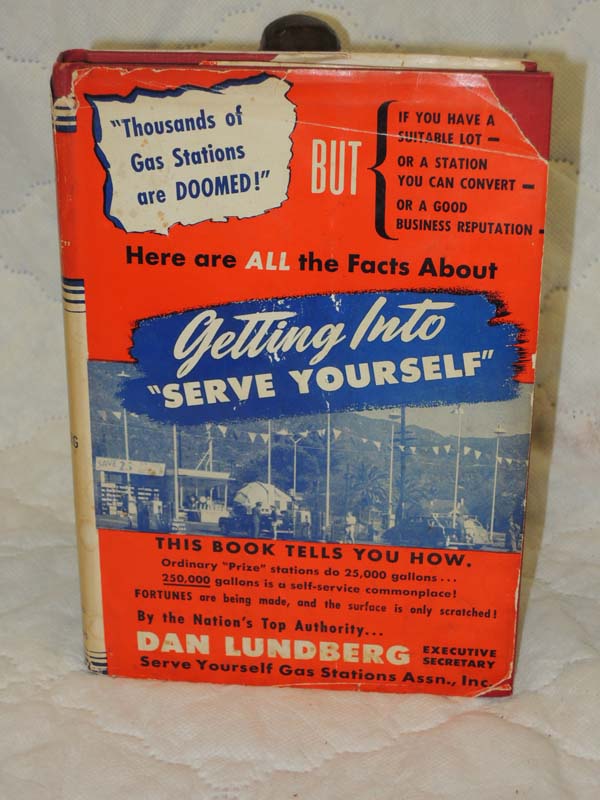 "Thousands of
Gas Stations
are DOOMED!"
BUT
IF YOU HAVE A
SUITABLE LOT —
OR A STATION
YOU CAN CONVERT —
OR A GOOD
BUSINESS REPUTATION -
Here are ALL the Facts About
Getting Into
"SERVE YOURSELF"
THIS BOOK TELLS YOU HOW.
Ordinary "Prize" stations do 25,000 gallons...
250,000 gallons is a self-service commonplace!
FORTUNES are being made, and the surface is only scratched!
By the Nation's Top Authority...
DAN LUNDBERG EXECUTIVE
SECRETARY
Serve Yourself Gas Stations Assn., Inc.